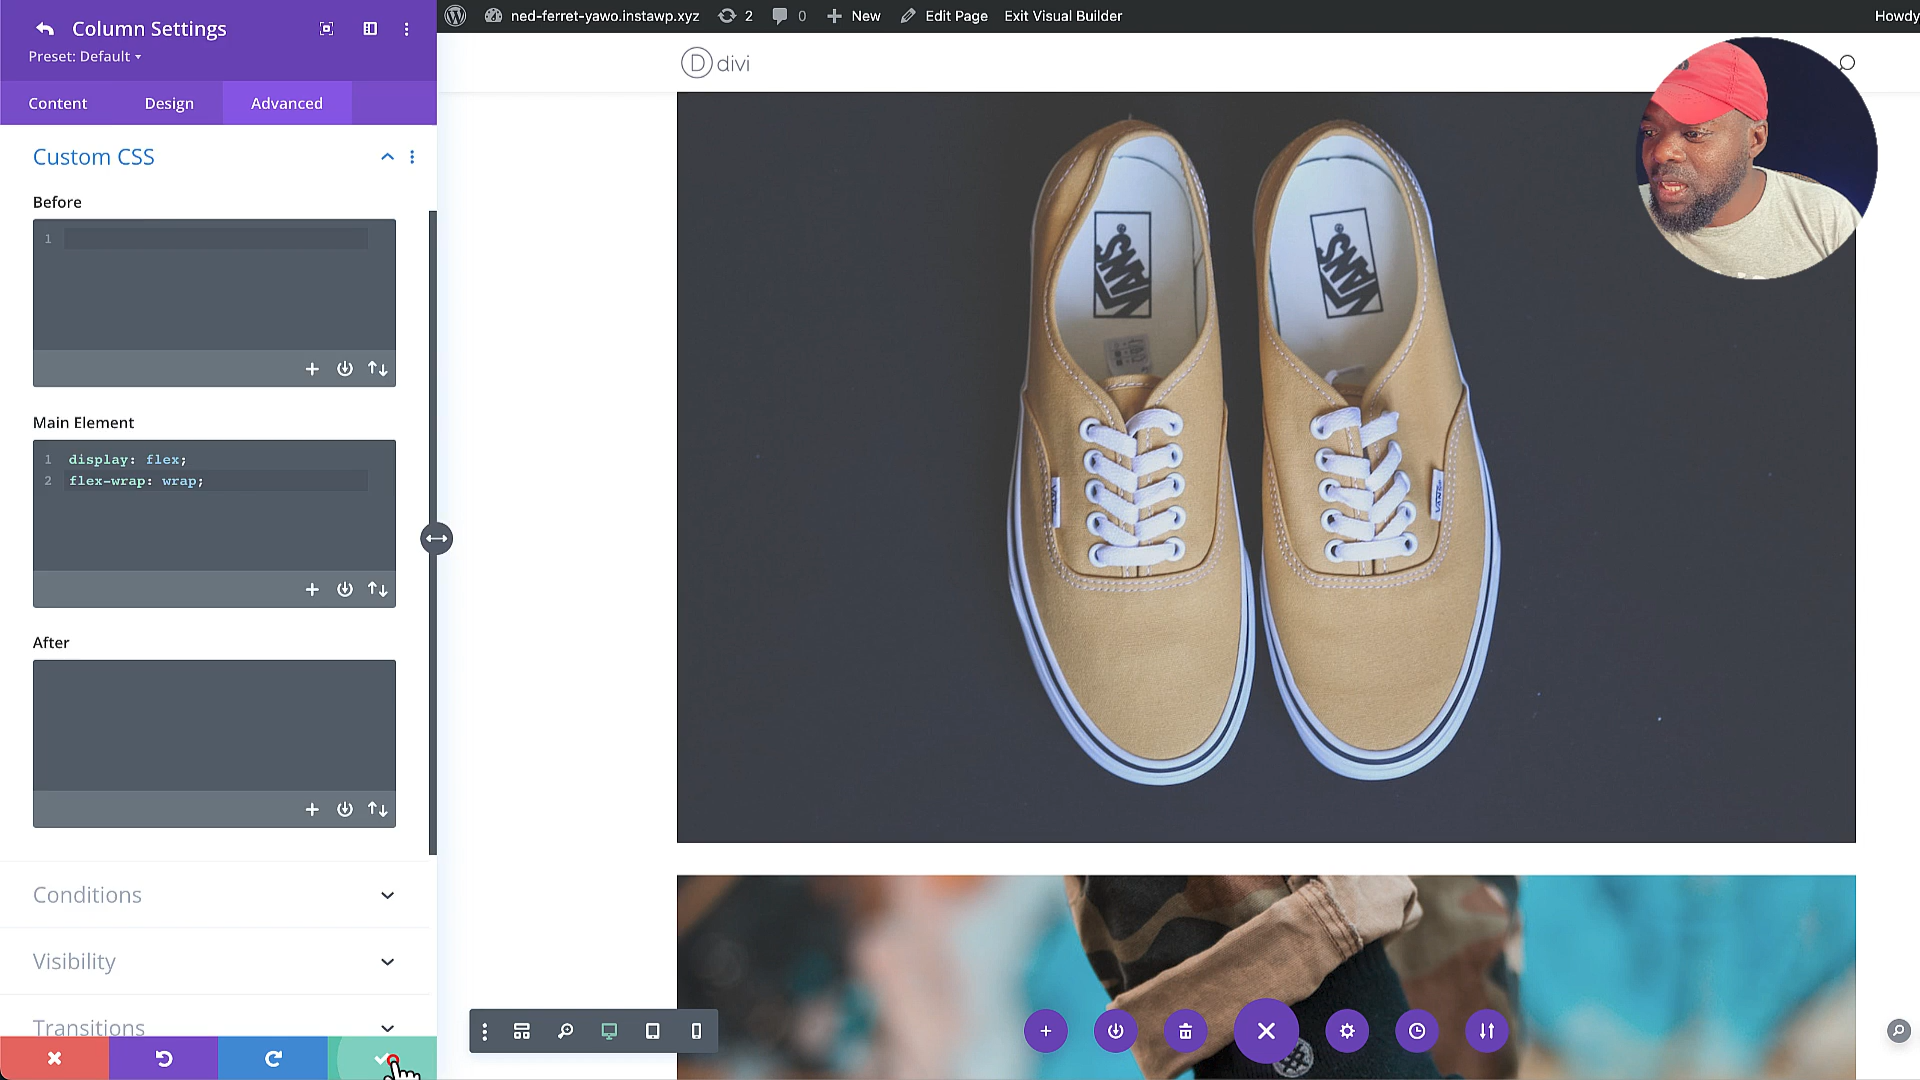 Column Settings
Preset: Default
Content
Design
Advanced
Custom CSS
Before
1
Main Element
1 display: flex;
2 flex-wrap: wrap;
After
Conditions
Visibility
Transitions
ned-ferret-yawo.instawp.xyz
2
0
New
Edit Page
Exit Visual Builder
Howdy
D divi
VANS
VANS